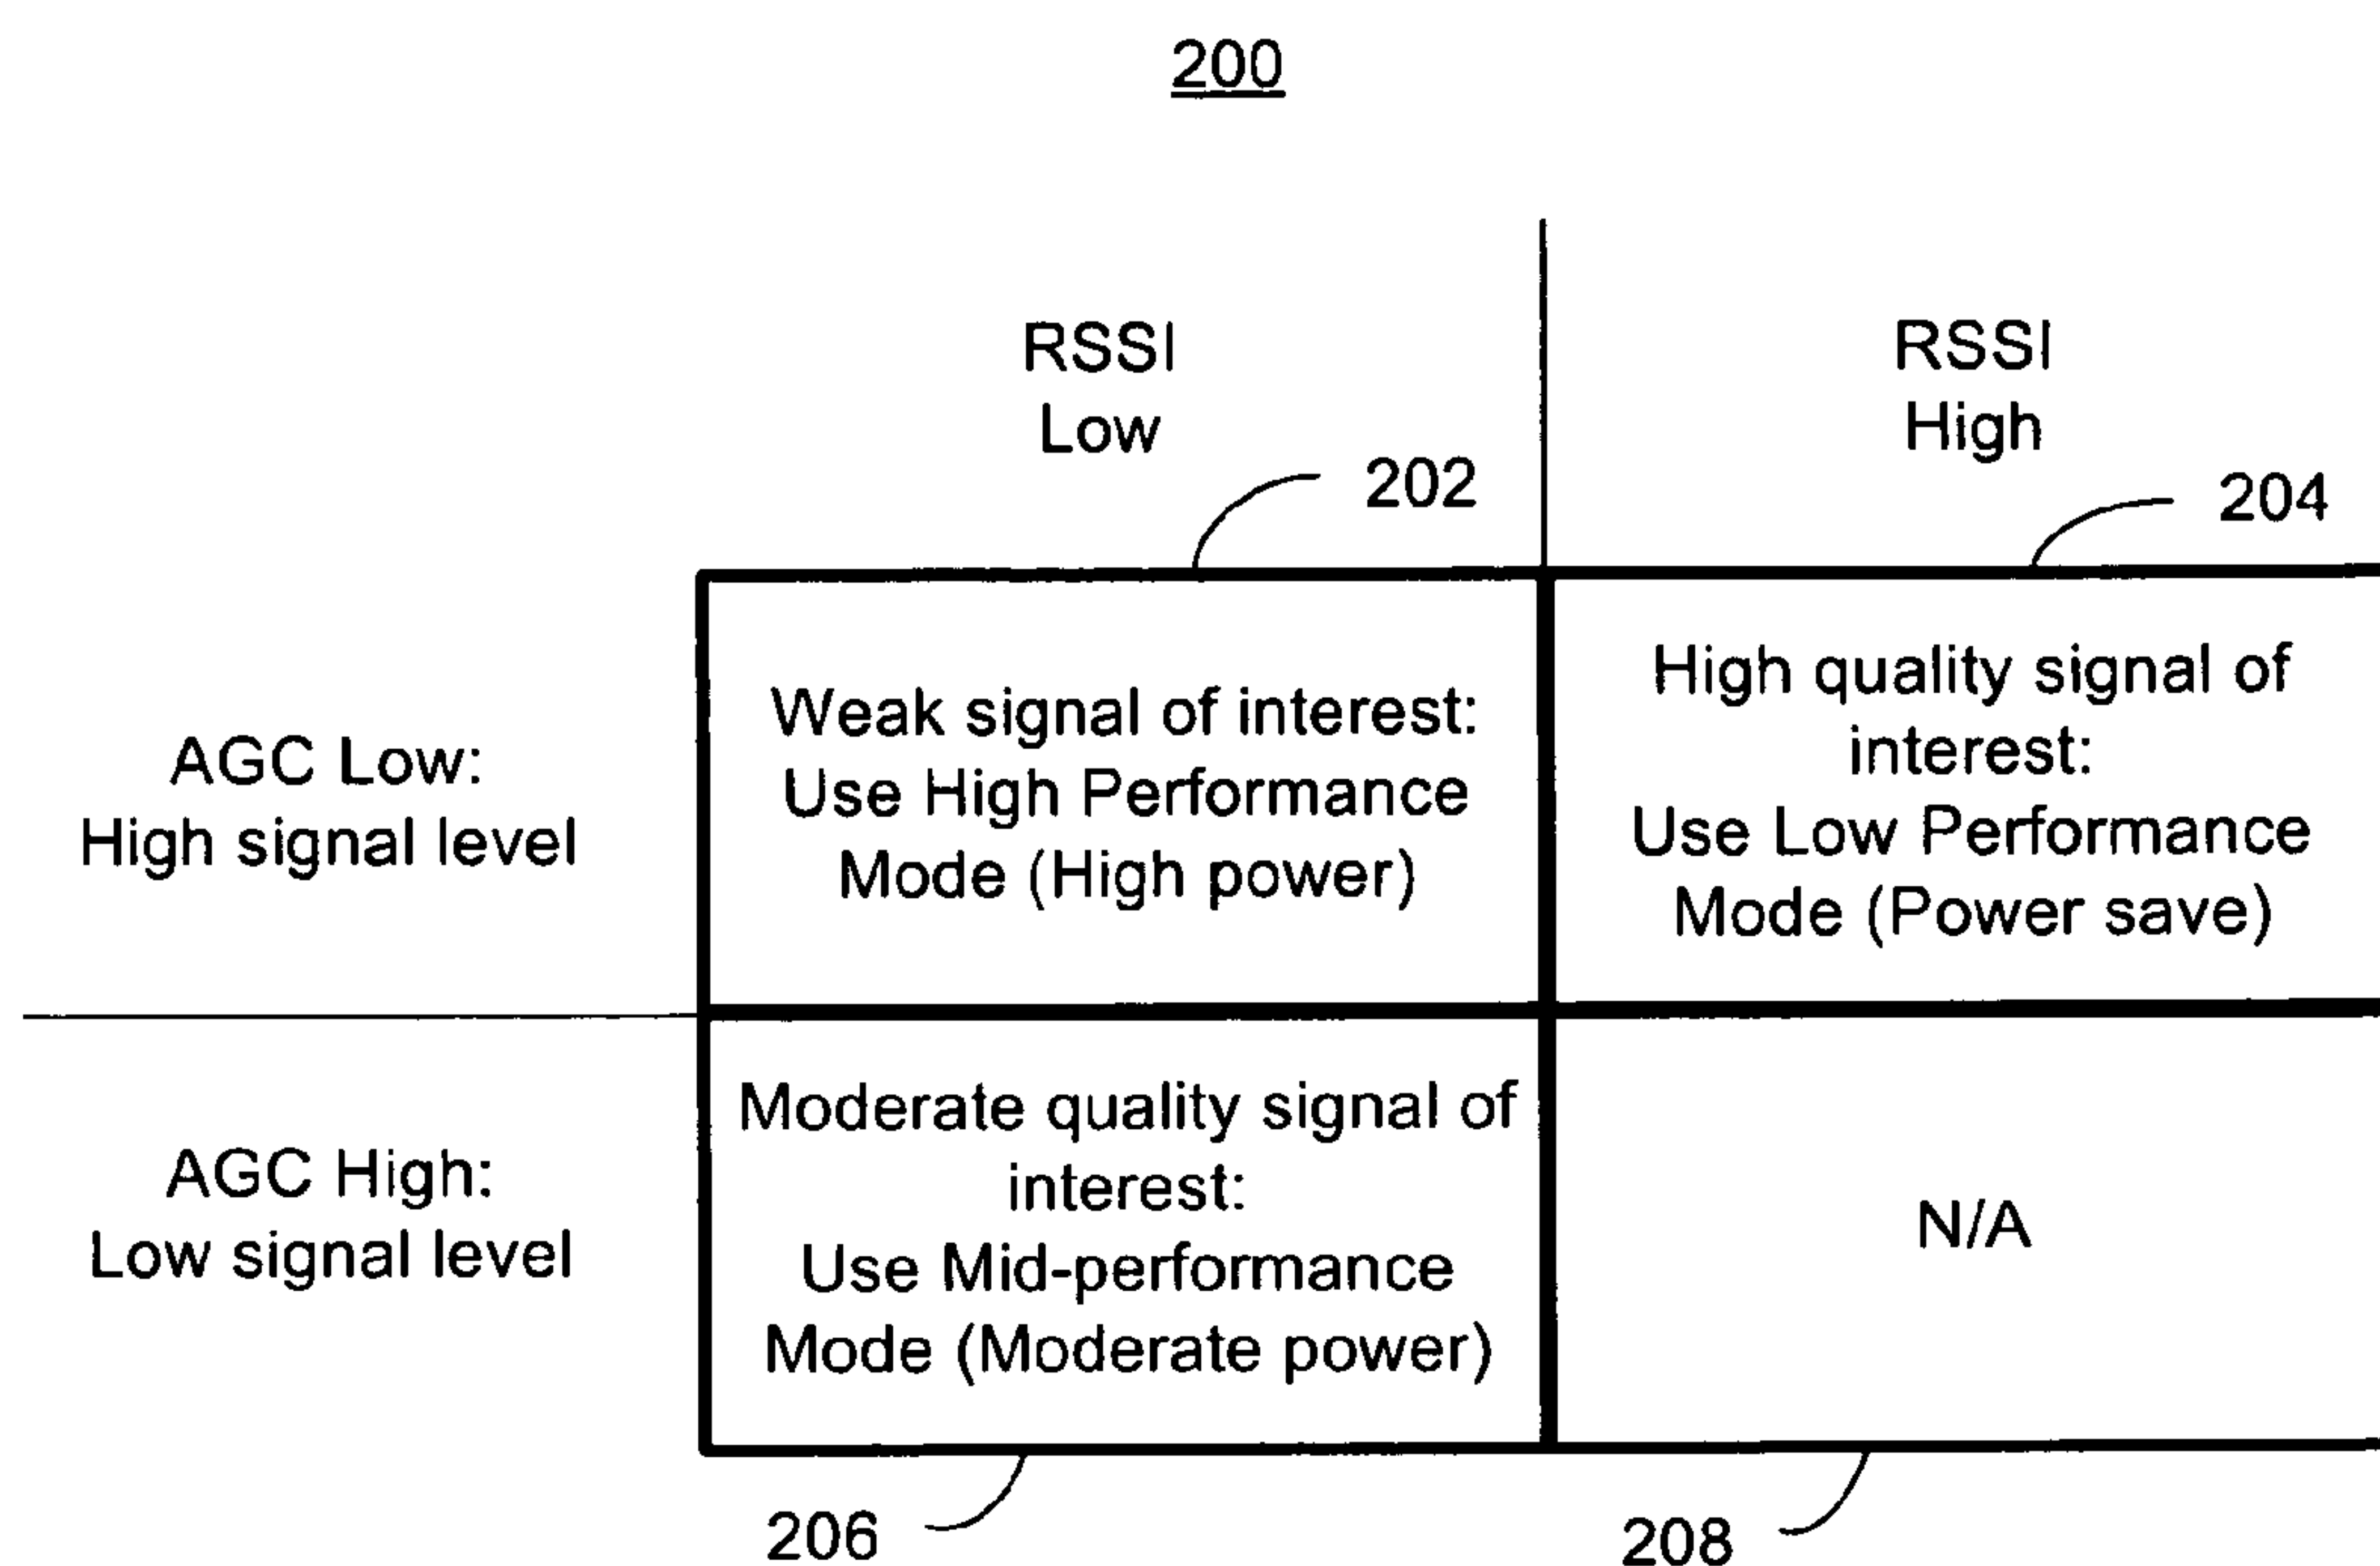 200
RSSI
Low
RSSI
High
202
204
AGC Low:
High signal level
Weak signal of interest:
Use High Performance
Mode (High power)
High quality signal of
interest:
Use Low Performance
Mode (Power save)
AGC High:
Low signal level
Moderate quality signal of
interest:
Use Mid-performance
Mode (Moderate power)
N/A
206
208